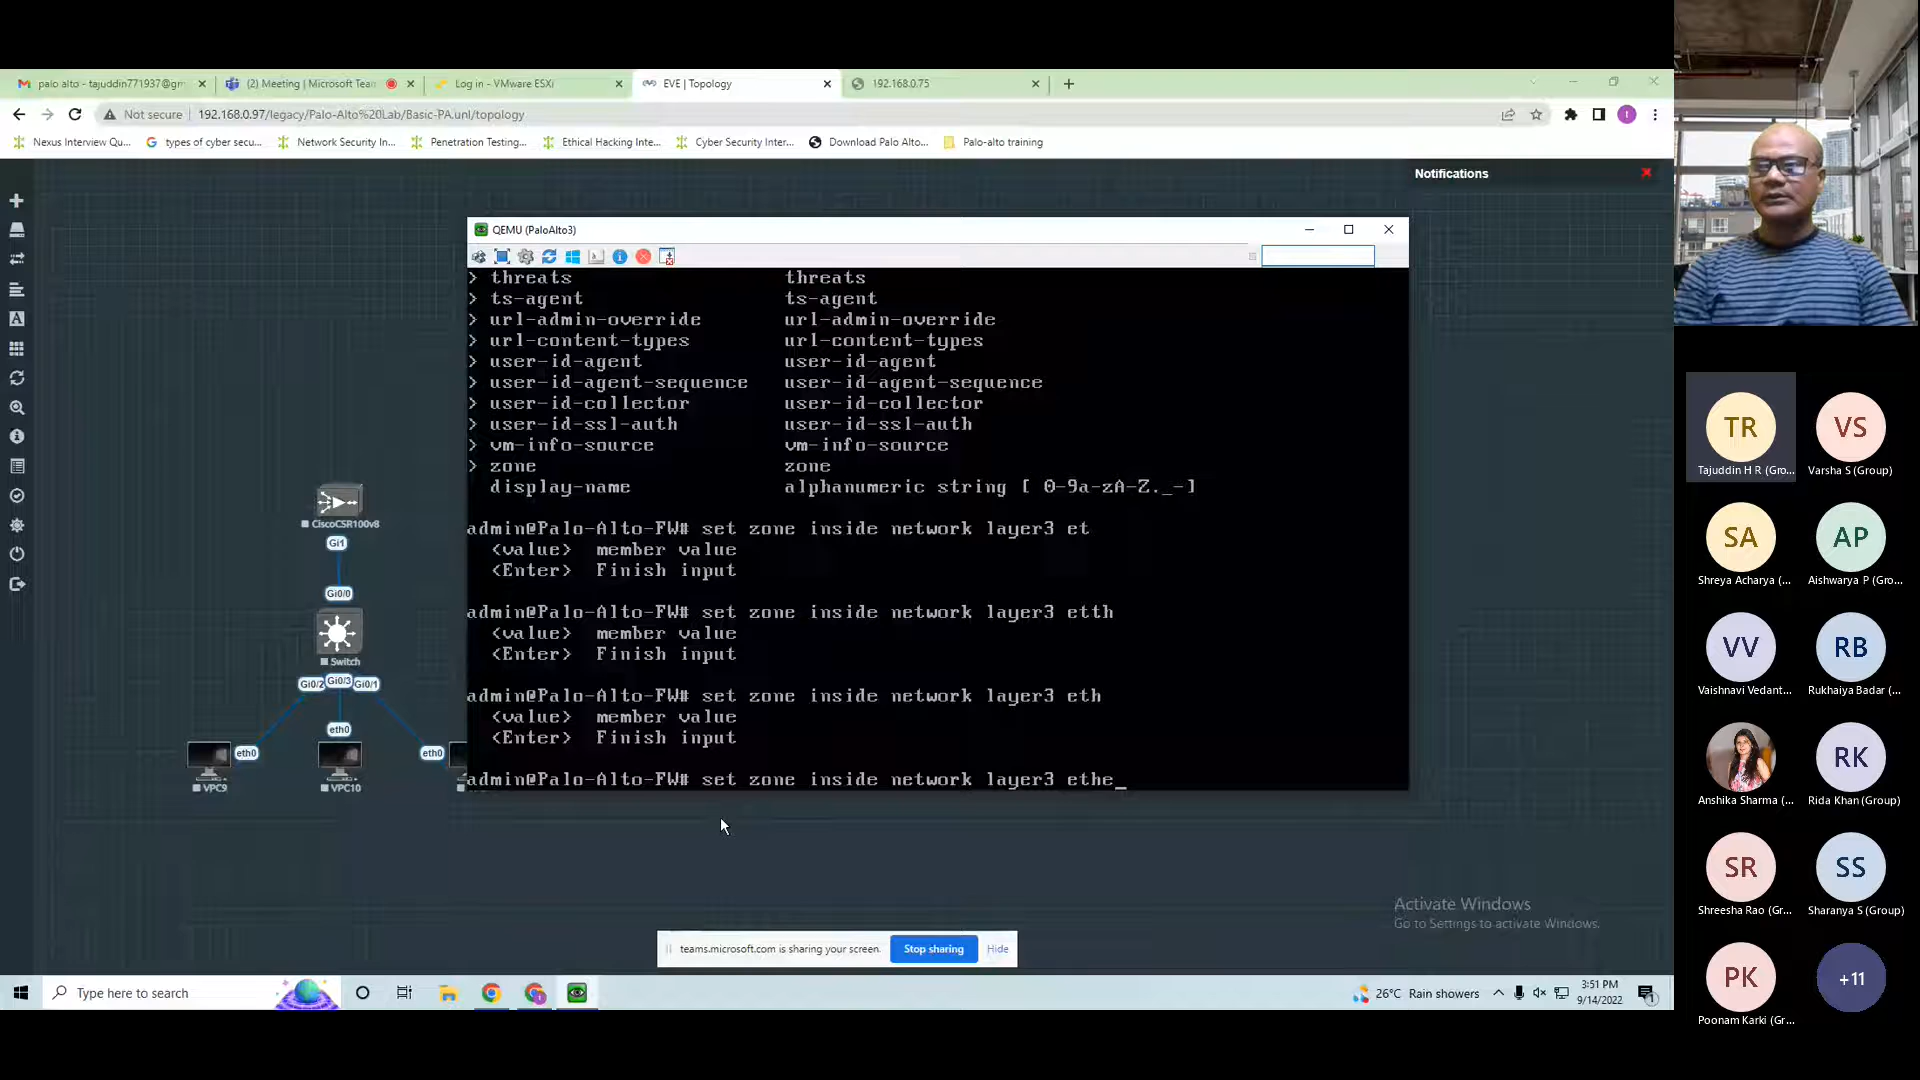 palo alto - tajuddin771937@gm
(2) Meeting | Microsoft Team
Log in - VMware ESXi
EVE | Topology
192.168.0.75
Not secure
192.168.0.97/legacy/Palo-Alto%20Lab/Basic-PA.unl/topology
t
Nexus Interview Qu...
types of cyber secu...
Network Security In...
Penetration Testing...
Ethical Hacking Inte...
Cyber Security Inter...
Download Palo Alto...
Palo-alto training
Notifications
QEMU (PaloAlto3)
> threats threats
> ts-agent ts-agent
> url-admin-override url-admin-override
> url-content-types url-content-types
> user-id-agent user-id-agent
> user-id-agent-sequence user-id-agent-sequence
> user-id-collector user-id-collector
> user-id-ssl-auth user-id-ssl-auth
> vm-info-source vm-info-source
> zone zone
display-name alphanumeric string [ 0-9a-zA-Z._-]
admin@Palo-Alto-FW# set zone inside network layer3 et
<value> member value
<Enter> Finish input
admin@Palo-Alto-FW# set zone inside network layer3 etth
<value> member value
<Enter> Finish input
admin@Palo-Alto-FW# set zone inside network layer3 eth
<value> member value
<Enter> Finish input
admin@Palo-Alto-FW# set zone inside network layer3 ethe_
CiscoCSR100v8
Gi1
Gi0/0
Switch
Gi0/2
Gi0/3
Gi0/1
eth0
eth0
eth0
VPC9
VPC10
Activate Windows
Go to Settings to activate Windows.
teams.microsoft.com is sharing your screen.
Stop sharing
Hide
Type here to search
26°C Rain showers
3:51 PM
9/14/2022
1
TR
Tajuddin H R (Gro...
VS
Varsha S (Group)
SA
Shreya Acharya (...
AP
Aishwarya P (Gro...
VV
Vaishnavi Vedant...
RB
Rukhaiya Badar (...
Anshika Sharma (...
RK
Rida Khan (Group)
SR
Shreesha Rao (Gr...
SS
Sharanya S (Group)
PK
Poonam Karki (Gr...
+11